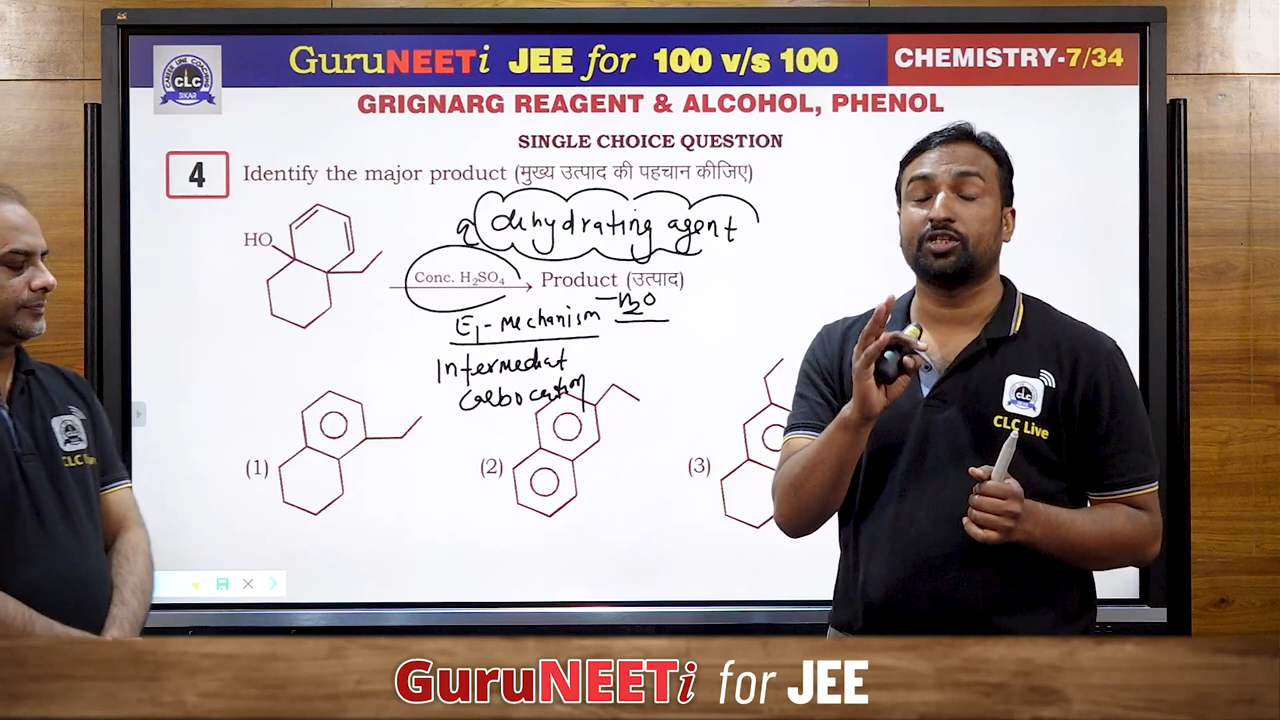 GuruNEETi JEE for 100 v/s 100
CHEMISTRY-7/34
CLC
SIKAR
GRIGNARG REAGENT & ALCOHOL, PHENOL
SINGLE CHOICE QUESTION
4 Identify the major product (मुख्य उत्पाद की पहचान कीजिए)
dehydrating agent
HO
Conc. H₂SO₄
Product (उत्पाद)
-H₂O
E₁-Mechanism
Intermediat
Carbocation
(1)
(2)
(3)
CLC Live
GuruNEETi for JEE